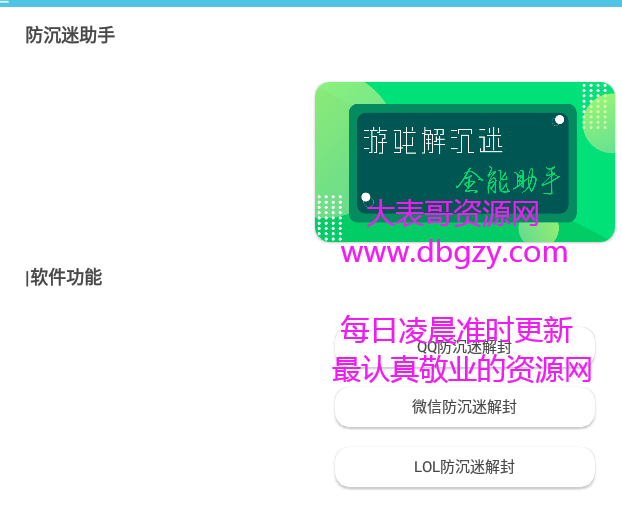 防沉迷助手
游戏解沉迷
全能助手
大表哥资源网
www.dbgzy.com
|软件功能
每日凌晨准时更新
QQ防沉迷解封
最认真敬业的资源网
微信防沉迷解封
LOL防沉迷解封